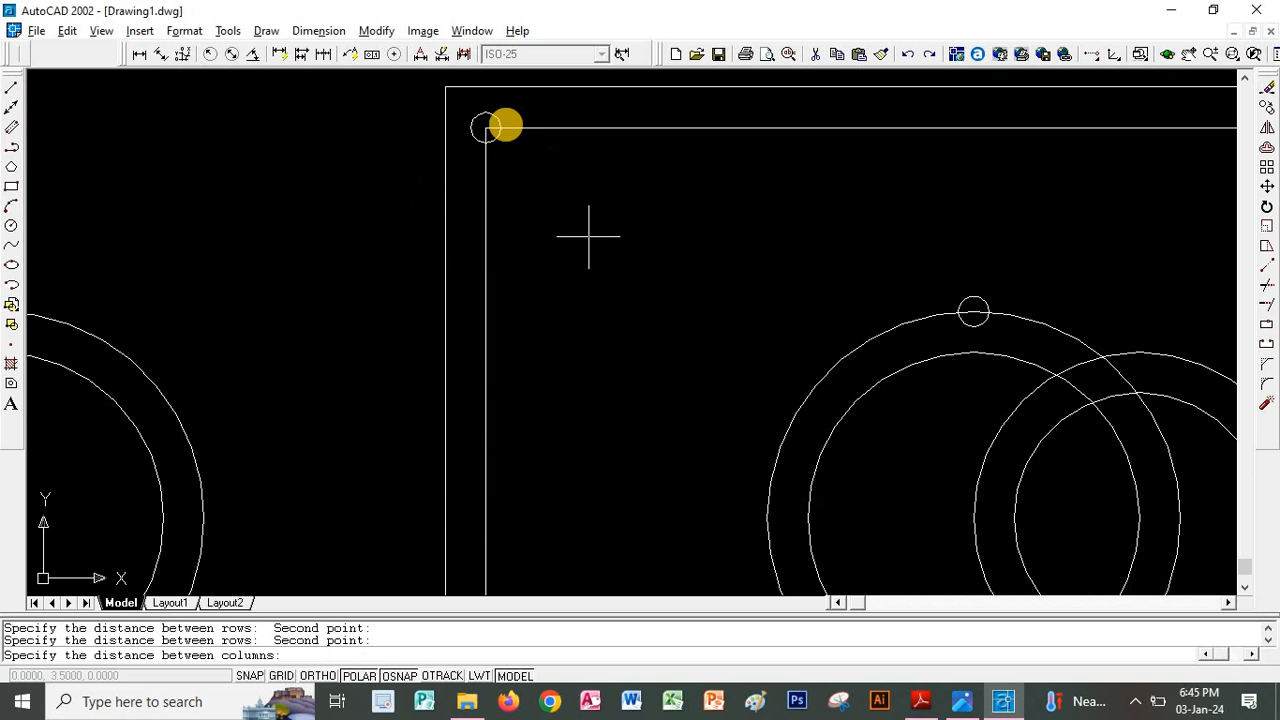 AutoCAD 2002 - [Drawing1.dwg]
File Edit View Insert Format Tools Draw Dimension Modify Image Window Help
ISO-25
Y
X
Model Layout1 Layout2
Specify the distance between rows:  Second point:
Specify the distance between rows:  Second point:
Specify the distance between columns:
0.0000, 3.5000, 0.0000
SNAP GRID ORTHO POLAR OSNAP OTRACK LWT MODEL
Type here to search
Nea...
6:45 PM
03-Jan-24